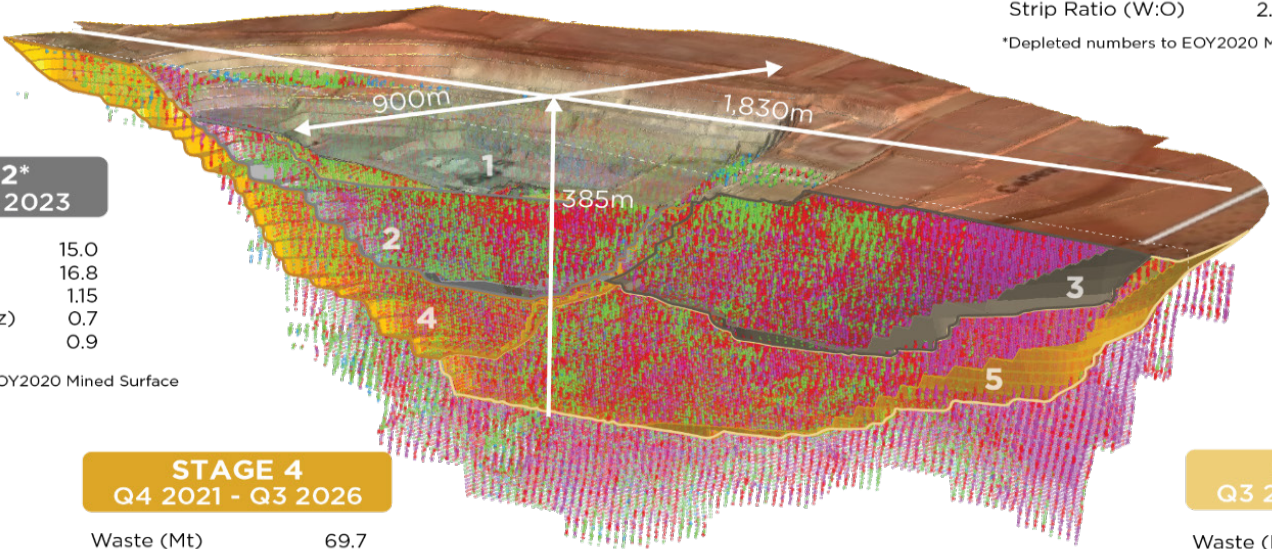 Strip Ratio (W:O) 2.
*Depleted numbers to EOY2020 M
900m
1,830m
1
385m
2*
2023
2
15.0
16.8
1.15
z) 0.7
0.9
3
4
5
OY2020 Mined Surface
STAGE 4
Q4 2021 - Q3 2026
Q3 2
Waste (Mt) 69.7
Waste (